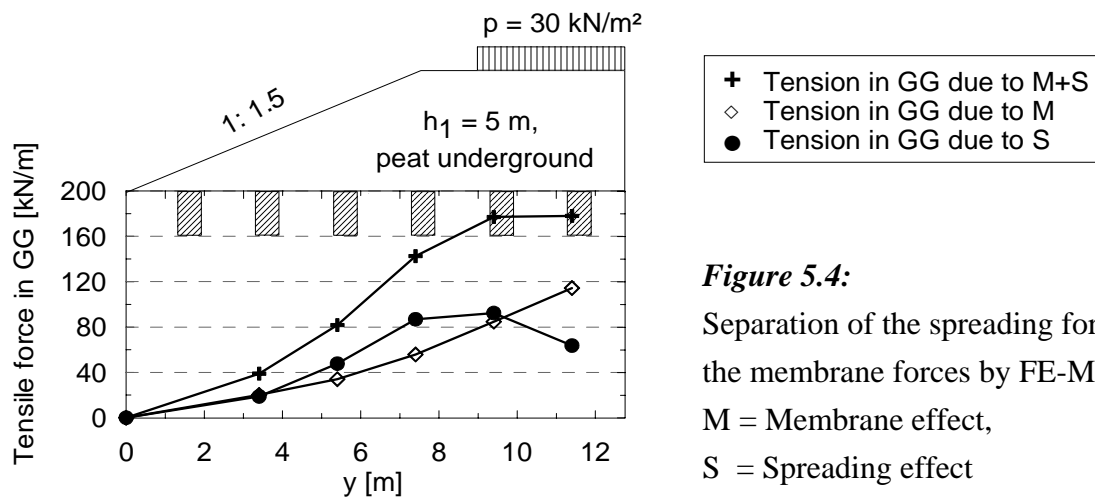 p = 30 kN/m²
1: 1.5
h1 = 5 m,
peat underground
Tensile force in GG [kN/m]
200
160
120
80
40
0
0 2 4 6 8 10 12
y [m]
Tension in GG due to M+S
Tension in GG due to M
Tension in GG due to S
Figure 5.4:
Separation of the spreading
the membrane forces by
M = Membrane effect,
S = Spreading effect